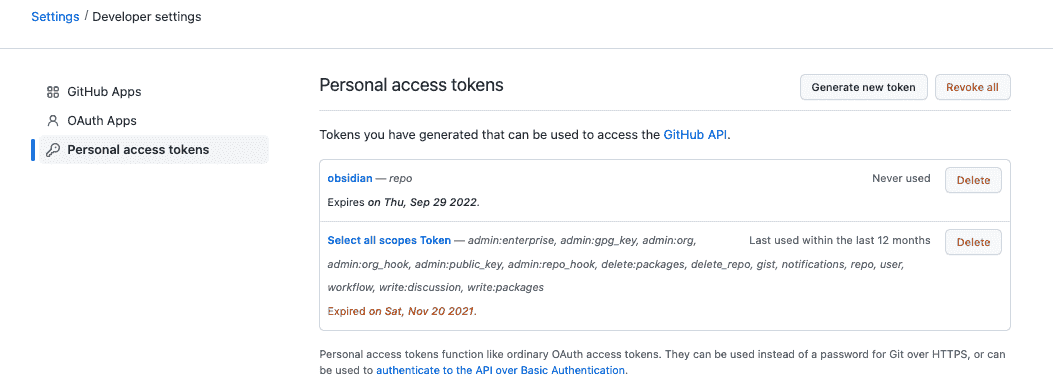 Settings / Developer settings
GitHub Apps
OAuth Apps
Personal access tokens
Personal access tokens
Generate new token
Revoke all
Tokens you have generated that can be used to access the GitHub API.
obsidian — repo
Never used
Delete
Expires on Thu, Sep 29 2022.
Select all scopes Token — admin:enterprise, admin:gpg_key, admin:org,
Last used within the last 12 months
Delete
admin:org_hook, admin:public_key, admin:repo_hook, delete:packages, delete_repo, gist, notifications, repo, user,
workflow, write:discussion, write:packages
Expired on Sat, Nov 20 2021.
Personal access tokens function like ordinary OAuth access tokens. They can be used instead of a password for Git over HTTPS, or can
be used to authenticate to the API over Basic Authentication.